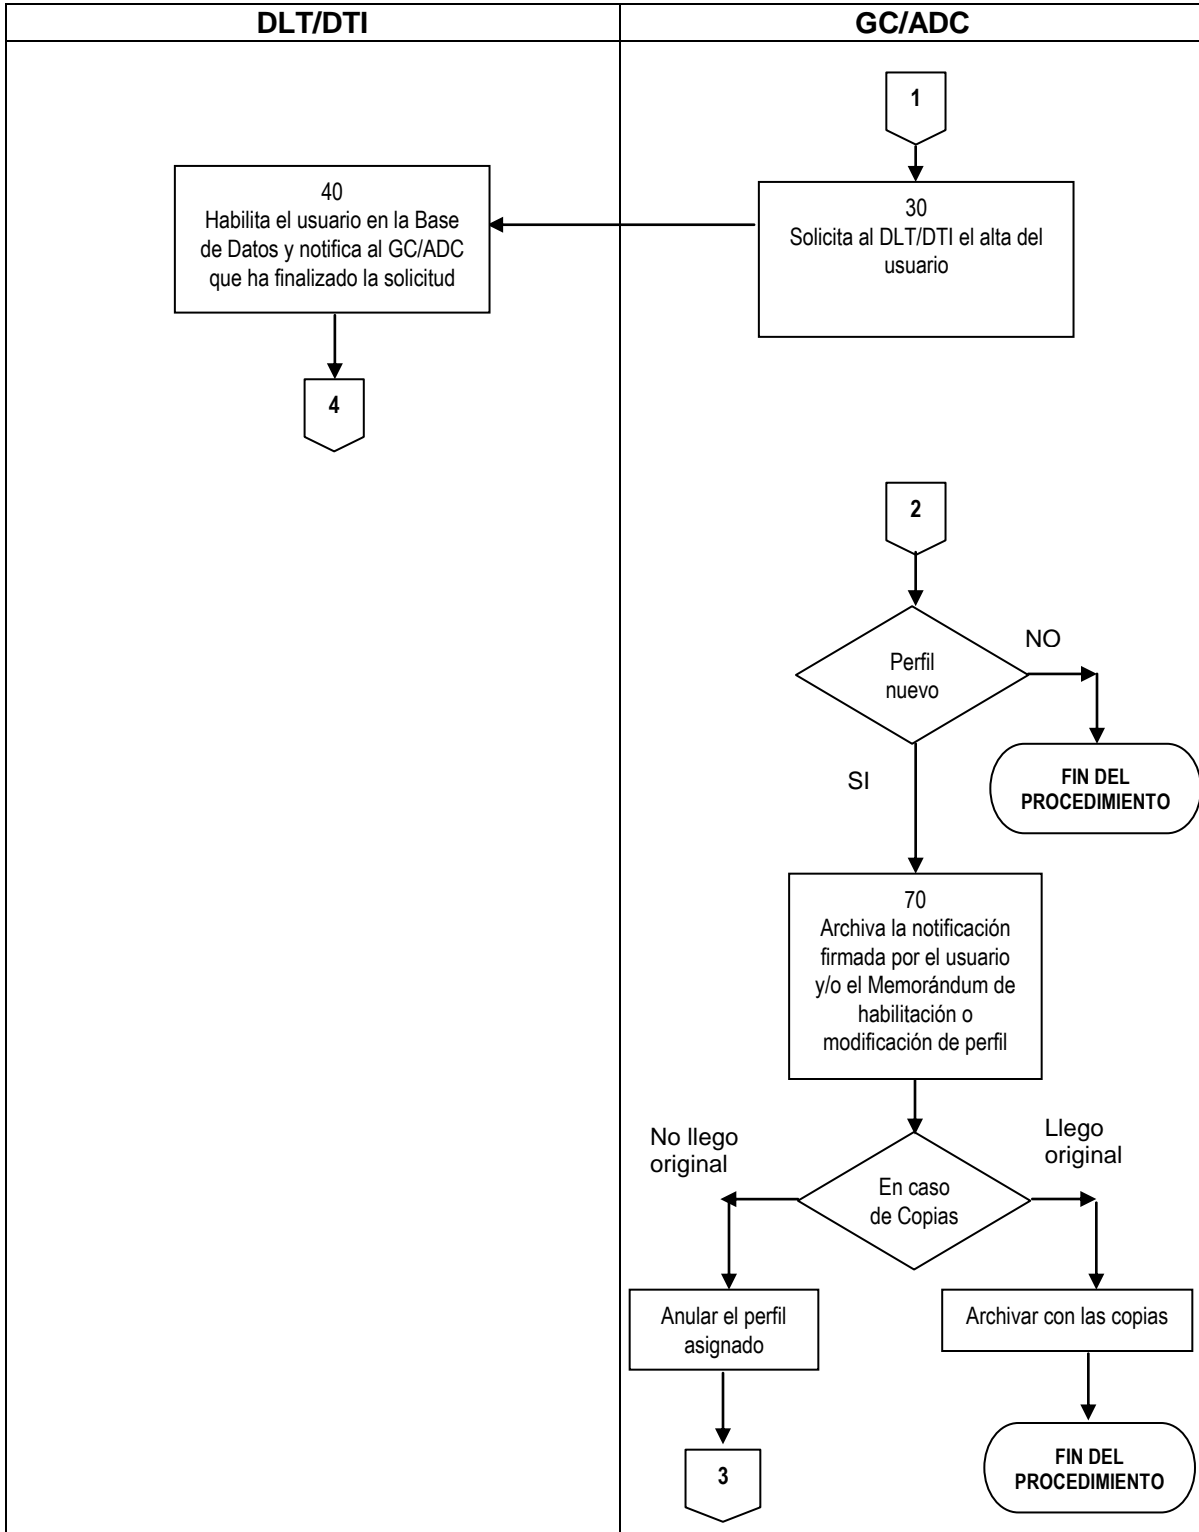 DLT/DTI
GC/ADC
1
40
Habilita el usuario en la Base
de Datos y notifica al GC/ADC
que ha finalizado la solicitud
30
Solicita al DLT/DTI el alta del
usuario
4
2
Perfil
nuevo
NO
SI
FIN DEL
PROCEDIMIENTO
70
Archiva la notificación
firmada por el usuario
y/o el Memorándum de
habilitación o
modificación de perfil
No llego
original
Llego
original
En caso
de Copias
Anular el perfil
asignado
Archivar con las copias
3
FIN DEL
PROCEDIMIENTO